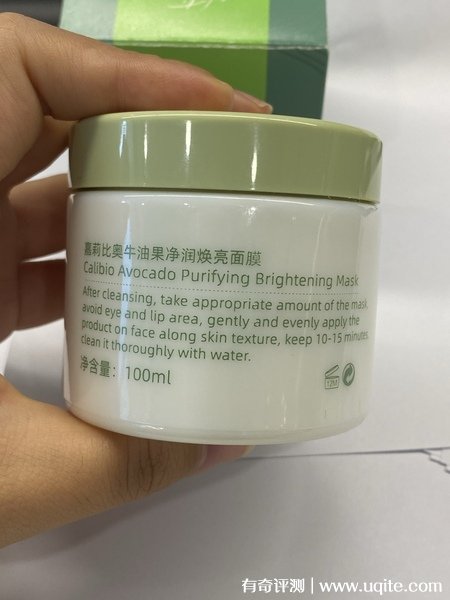 嘉莉比奥牛油果净润焕亮面膜
Calibio Avocado Purifying Brightening Mask
After cleansing, take appropriate amount of the mask,
avoid eye and lip area, gently and evenly apply the
product on face along skin texture, keep 10-15 minutes,
clean it thoroughly with water.
净含量：100ml
12M
有奇评测 | www.uqite.com